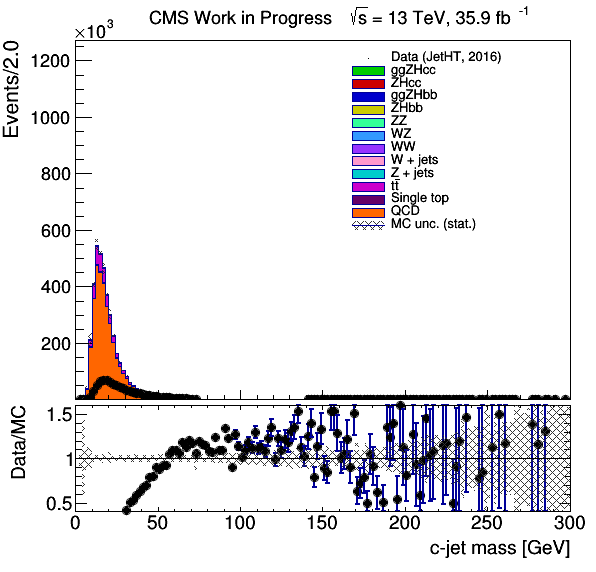 CMS Work in Progress √s = 13 TeV, 35.9 fb⁻¹
×10³
Events/2.0
1200
1000
800
600
400
200
Data (JetHT, 2016)
ggZHcc
ZHcc
ggZHbb
ZHbb
ZZ
WZ
WW
W + jets
Z + jets
tt̄
Single top
QCD
MC unc. (stat.)
Data/MC
1.5
1
0.5
0 50 100 150 200 250 300
c-jet mass [GeV]